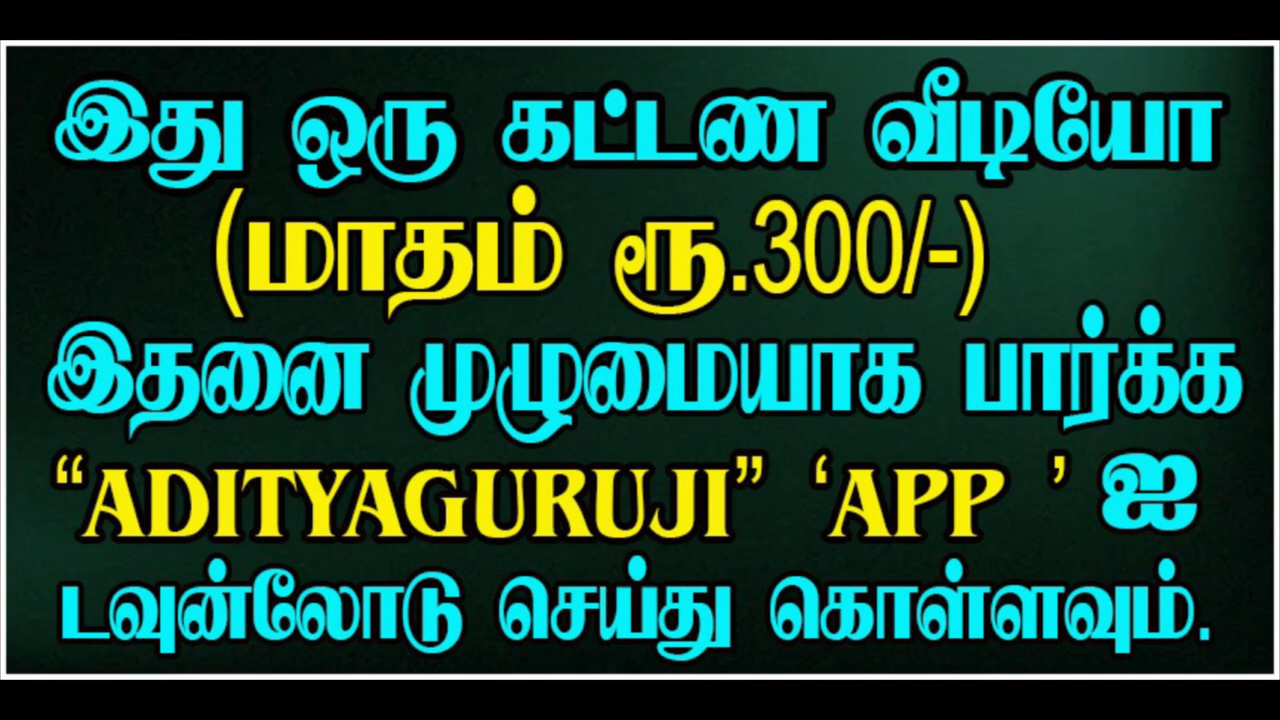 இது ஒரு கட்டண வீடியோ
(மாதம் ரூ.300/-)
இதனை முழுமையாக பார்க்க
“ADITYAGURUJI” ‘APP ’ ஐ
டவுன்லோடு செய்து கொள்ளவும்.